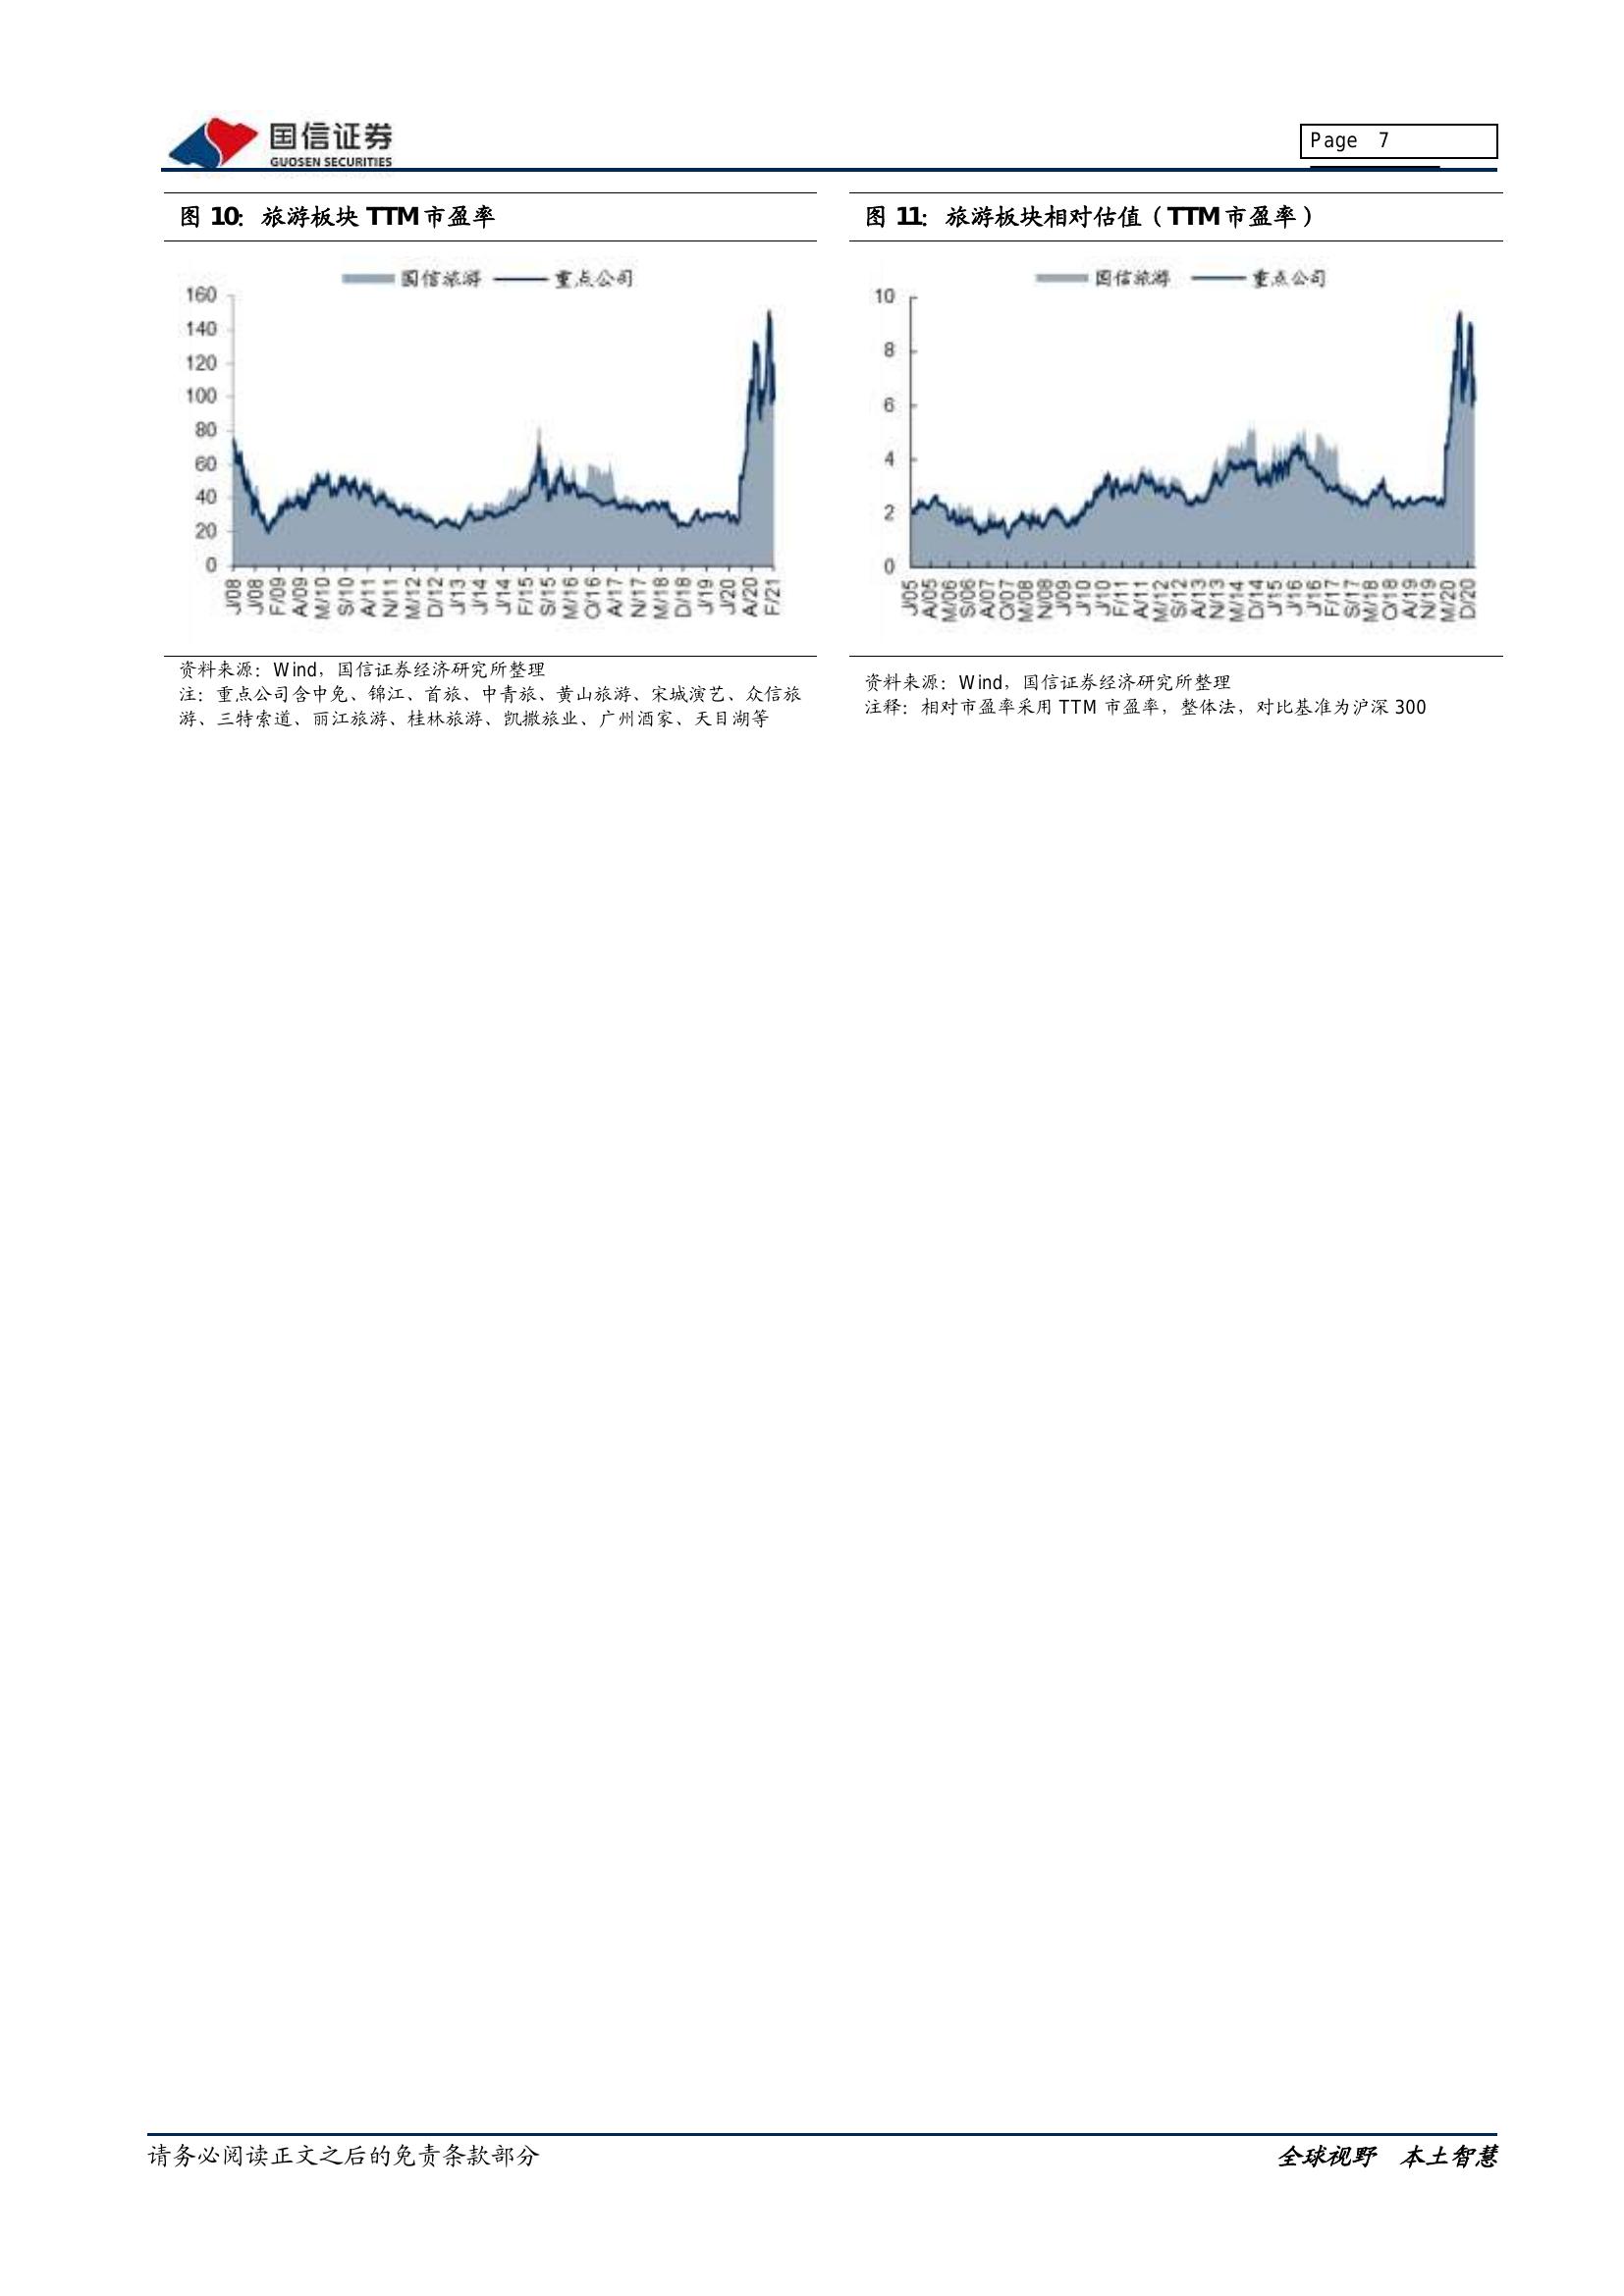 国信证券
GUOSEN SECURITIES
Page 7
图 10：旅游板块 TTM 市盈率
国信旅游 重点公司
160
140
120
100
80
60
40
20
0
J/08 J/08 F/09 A/09 M/10 S/10 A/11 N/11 M/12 D/12 J/13 J/14 J/14 F/15 S/15 M/16 O/16 A/17 N/17 M/18 D/18 J/19 J/20 A/20 F/21
资料来源：Wind，国信证券经济研究所整理
注：重点公司含中免、锦江、首旅、中青旅、黄山旅游、宋城演艺、众信旅
游、三特索道、丽江旅游、桂林旅游、凯撒旅业、广州酒家、天目湖等
图 11：旅游板块相对估值（TTM 市盈率）
国信旅游 重点公司
10
8
6
4
2
0
J/05 A/05 M/06 S/06 A/07 O/07 M/08 N/08 J/09 J/10 J/10 F/11 A/11 M/12 S/12 A/13 N/13 M/14 D/14 J/15 J/16 J/16 F/17 S/17 M/18 O/18 A/19 N/19 M/20 D/20
资料来源：Wind，国信证券经济研究所整理
注释：相对市盈率采用 TTM 市盈率，整体法，对比基准为沪深 300
请务必阅读正文之后的免责条款部分
全球视野 本土智慧